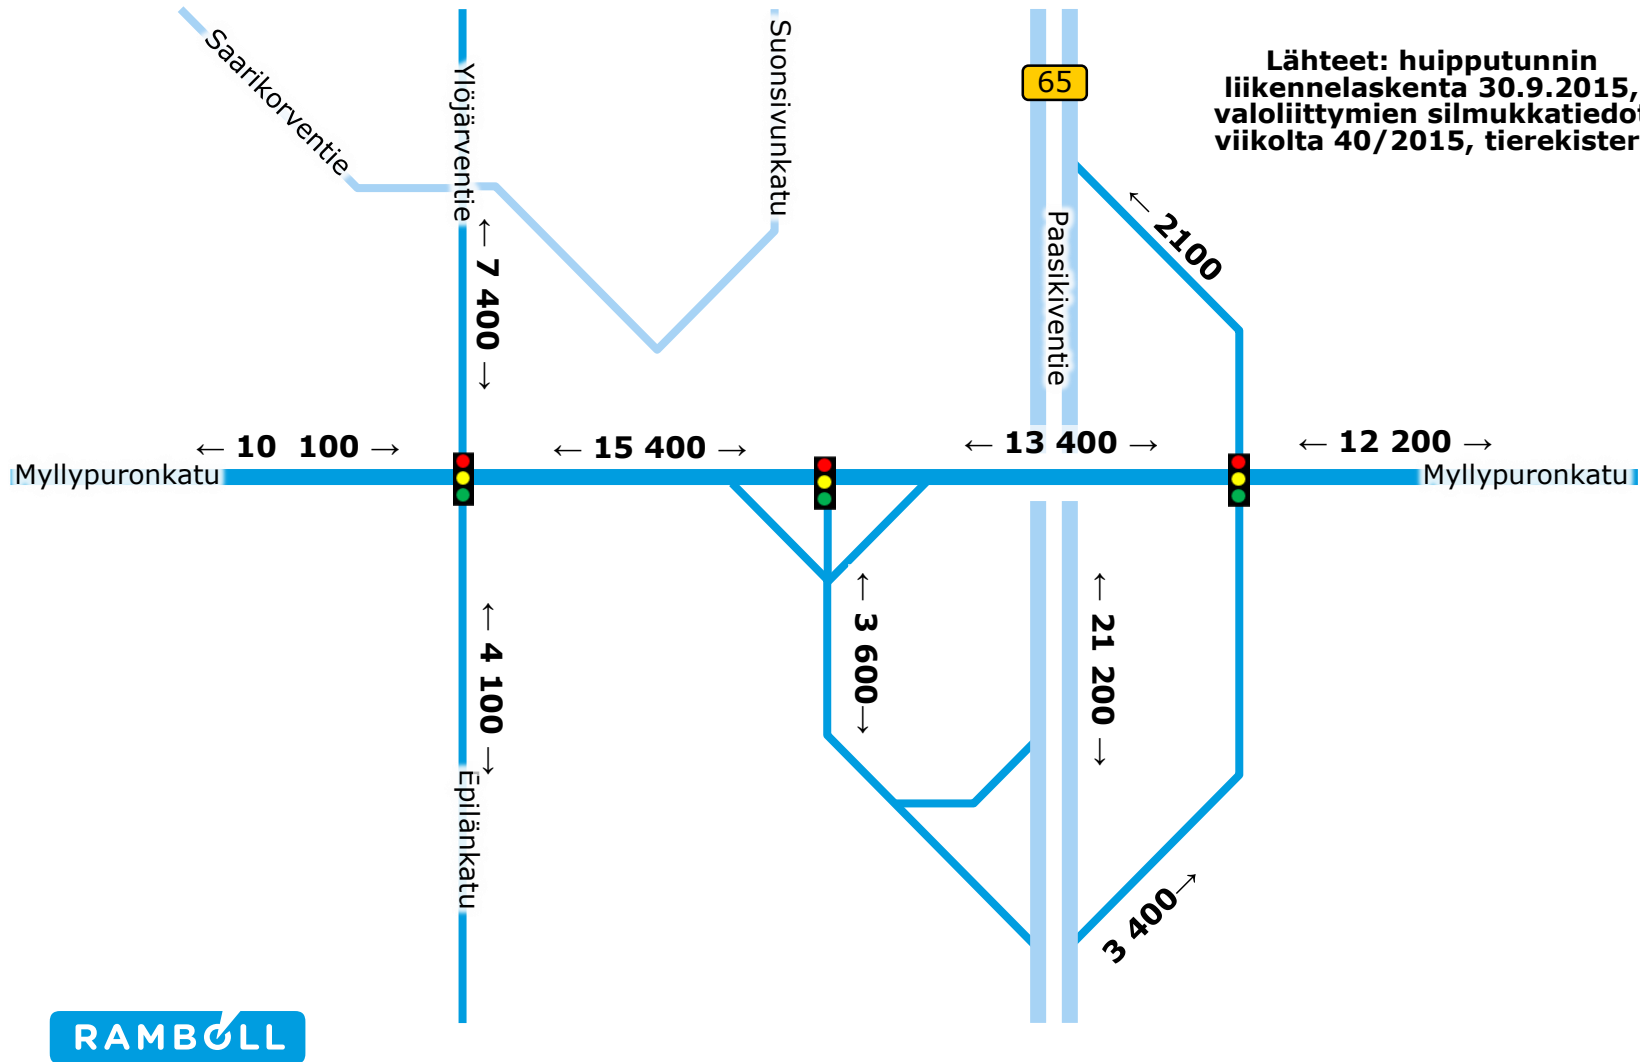 Saarikorventie
Ylöjärventie
Suonsivunkatu
65
Lähteet: huipputunnin
liikennelaskenta 30.9.2015,
valoliittymien silmukkatiedot
viikolta 40/2015, tierekister
← 2100
Paasikiventie
← 7 400 →
← 10 100 →
← 15 400 →
← 13 400 →
← 12 200 →
Myllypuronkatu
Myllypuronkatu
← 4 100 →
← 3 600→
← 21 200 →
Epilänkatu
3 400→
RAMBOLL